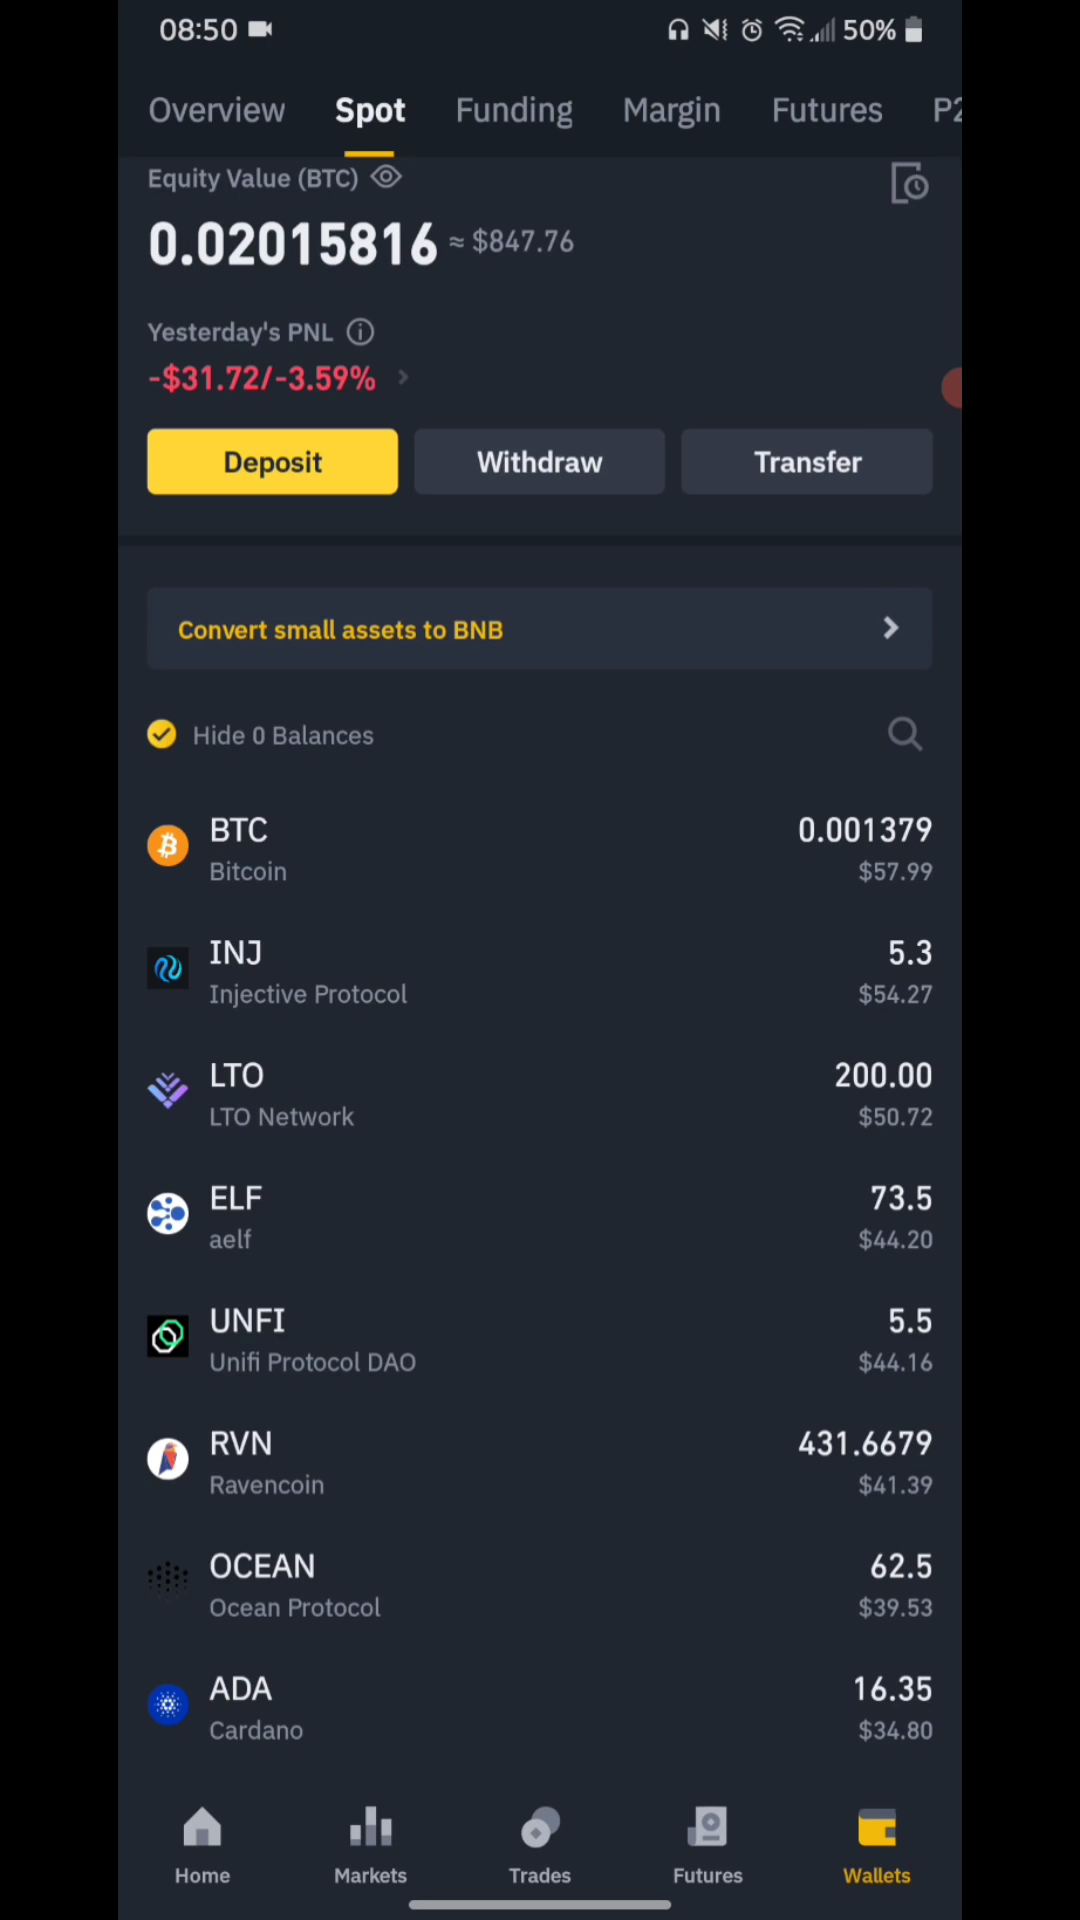 08:50 50%
Overview Spot Funding Margin Futures P2
Equity Value (BTC)
0.02015816 ≈ $847.76
Yesterday's PNL
-$31.72/-3.59%
Deposit Withdraw Transfer
Convert small assets to BNB
Hide 0 Balances
BTC 0.001379
Bitcoin $57.99
INJ 5.3
Injective Protocol $54.27
LTO 200.00
LTO Network $50.72
ELF 73.5
aelf $44.20
UNFI 5.5
Unifi Protocol DAO $44.16
RVN 431.6679
Ravencoin $41.39
OCEAN 62.5
Ocean Protocol $39.53
ADA 16.35
Cardano $34.80
Home Markets Trades Futures Wallets